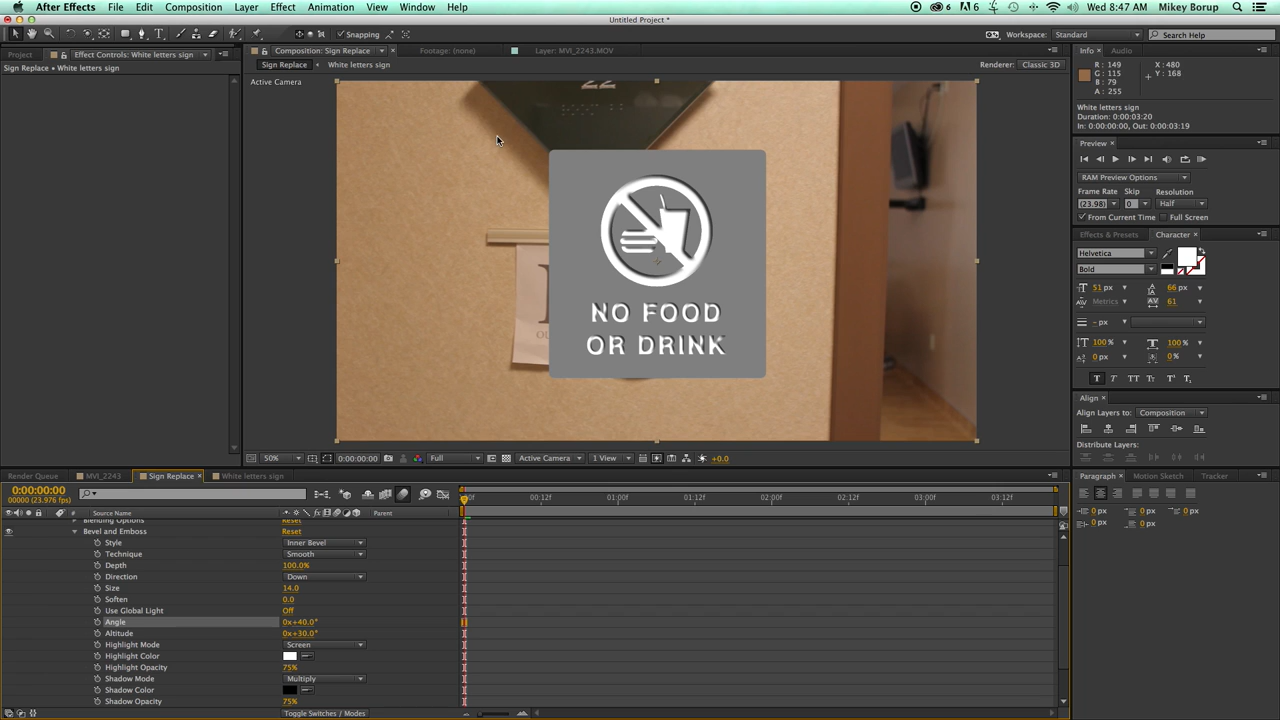 After Effects File Edit Composition Layer Effect Animation View Window Help 6 6 Wed 8:47 AM Mikey Borup
Untitled Project *
Snapping Workspace: Standard Search Help
Project Effect Controls: White letters sign Composition: Sign Replace Footage: (none) Layer: MVI_2243.MOV Info Audio
Sign Replace • White letters sign Sign Replace White letters sign Renderer: Classic 3D
Active Camera
R : 149 X : 480
G : 115 Y : 168
B : 79
A : 255
White letters sign
Duration: 0:00:03:20
In: 0:00:00:00, Out: 0:00:03:19
Preview
RAM Preview Options
Frame Rate Skip Resolution
(23.98) 0 Half
From Current Time Full Screen
Effects & Presets Character
Helvetica
Bold
51 px 66 px
Metrics 61
- px
100% 100%
0 px 0%
T T TT Tt T' T,
Align
Align Layers to: Composition
Distribute Layers:
22
NO FOOD
OR DRINK
50% 0:00:00:00 Full Active Camera 1 View +0.0
Render Queue MVI_2243 Sign Replace White letters sign Paragraph Motion Sketch Tracker
0:00:00:00
00000 (23.976 fps)
00:12f 01:00f 01:12f 02:00f 02:12f 03:00f 03:12f
0 px 0 px 0 px
0 px 0 px
# Source Name Parent
Blending Options Reset
Bevel and Emboss Reset
Style Inner Bevel
Technique Smooth
Depth 100.0%
Direction Down
Size 14.0
Soften 0.0
Use Global Light Off
Angle 0x+40.0°
Altitude 0x+30.0°
Highlight Mode Screen
Highlight Color
Highlight Opacity 75%
Shadow Mode Multiply
Shadow Color
Shadow Opacity 75%
Toggle Switches / Modes